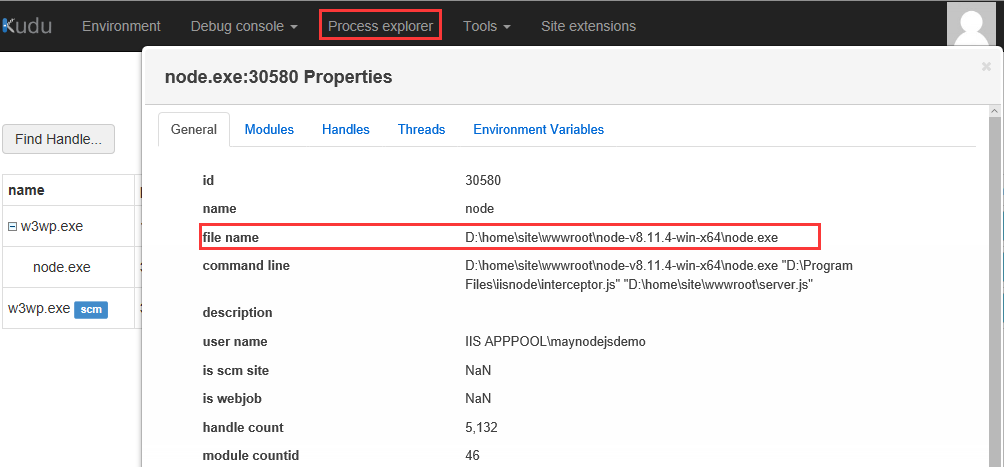 Kudu Environment Debug console Process explorer Tools Site extensions
node.exe:30580 Properties
Find Handle...
name
w3wp.exe
node.exe
w3wp.exe scm
General Modules Handles Threads Environment Variables
id 30580
name node
file name D:\home\site\wwwroot\node-v8.11.4-win-x64\node.exe
command line D:\home\site\wwwroot\node-v8.11.4-win-x64\node.exe "D:\Program
Files\iisnode\interceptor.js" "D:\home\site\wwwroot\server.js"
description
user name IIS APPPOOL\maynodejsdemo
is scm site NaN
is webjob NaN
handle count 5,132
module countid 46